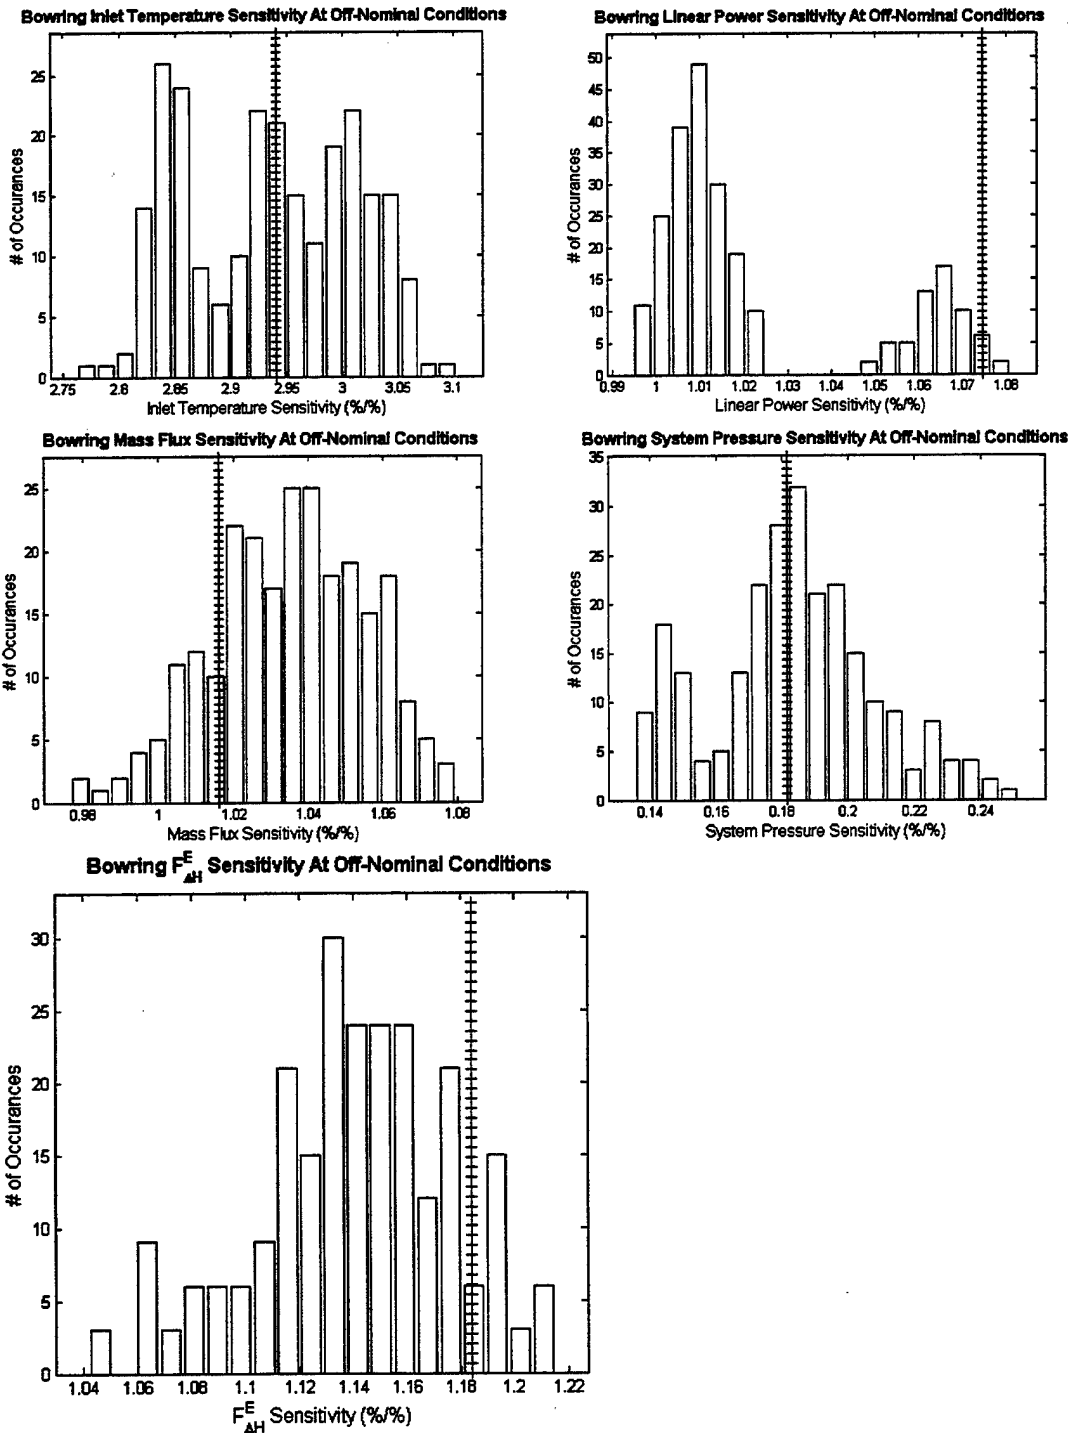 Bowring Inlet Temperature Sensitivity At Off-Nominal Conditions
# of Occurances
25
20
15
10
5
0
2.75 2.8 2.85 2.9 2.95 3 3.05 3.1
Inlet Temperature Sensitivity (%/%)
Bowring Linear Power Sensitivity At Off-Nominal Conditions
# of Occurances
50
45
40
35
30
25
20
15
10
5
0
0.99 1 1.01 1.02 1.03 1.04 1.05 1.06 1.07 1.08
Linear Power Sensitivity (%/%)
Bowring Mass Flux Sensitivity At Off-Nominal Conditions
# of Occurances
25
20
15
10
5
0
0.98 1 1.02 1.04 1.06 1.08
Mass Flux Sensitivity (%/%)
Bowring System Pressure Sensitivity At Off-Nominal Conditions
# of Occurances
35
30
25
20
15
10
5
0
0.14 0.16 0.18 0.2 0.22 0.24
System Pressure Sensitivity (%/%)
Bowring F^E_ΔH Sensitivity At Off-Nominal Conditions
# of Occurances
30
25
20
15
10
5
0
1.04 1.06 1.08 1.1 1.12 1.14 1.16 1.18 1.2 1.22
F^E_ΔH Sensitivity (%/%)